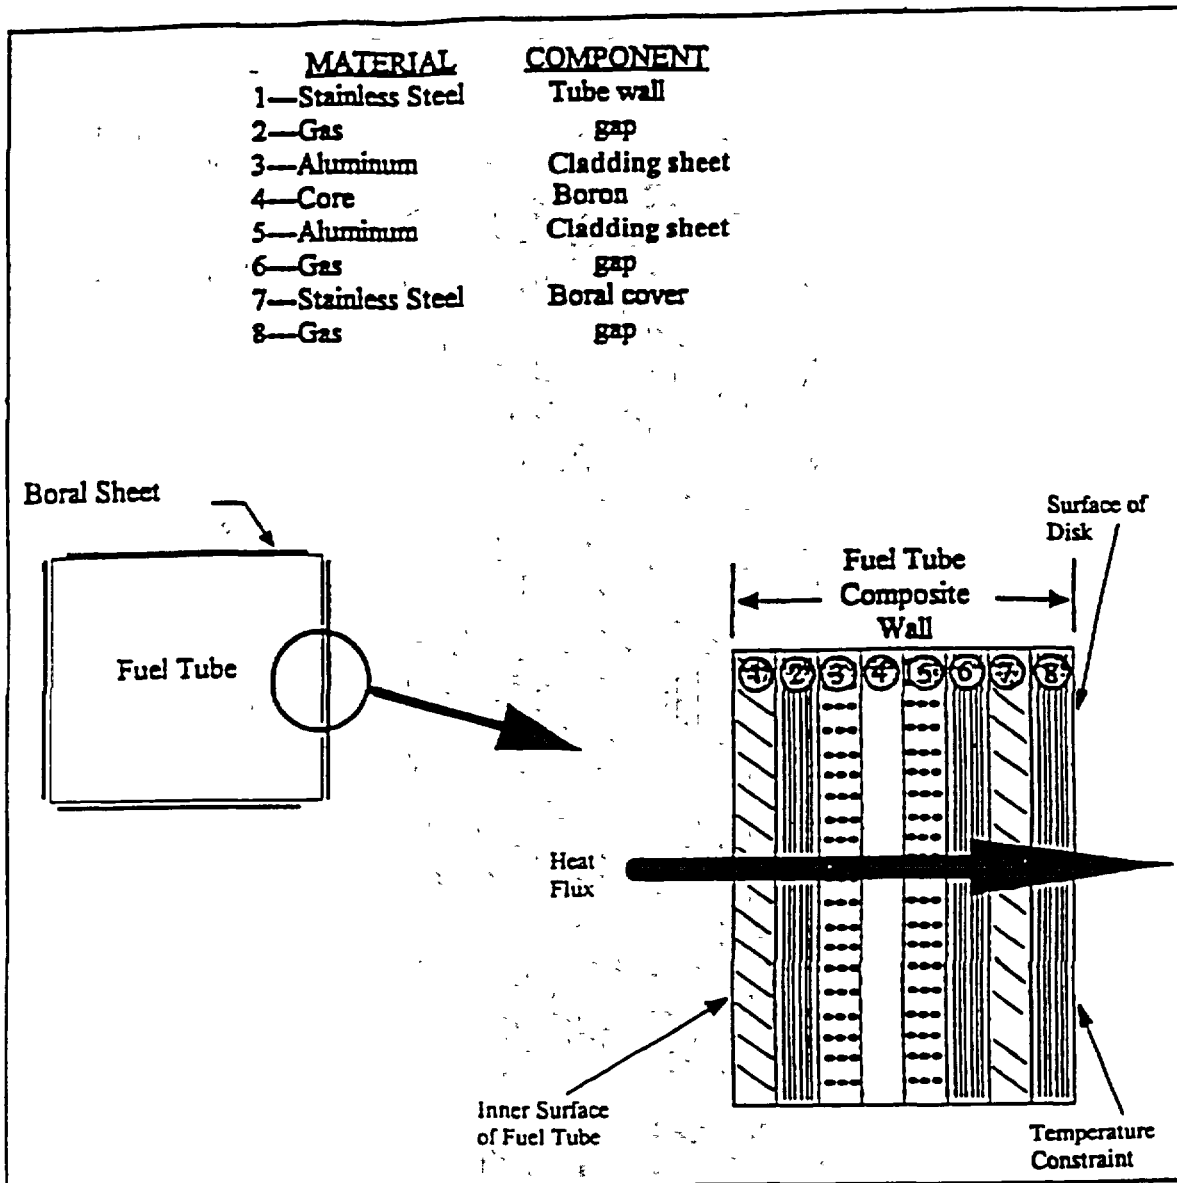 MATERIAL COMPONENT
1—Stainless Steel Tube wall
2—Gas gap
3—Aluminum Cladding sheet
4—Core Boron
5—Aluminum Cladding sheet
6—Gas gap
7—Stainless Steel Boral cover
8—Gas gap
Boral Sheet
Fuel Tube
Surface of
Disk
Fuel Tube
Composite
Wall
1 2 3 4 5 6 7 8
Heat
Flux
Inner Surface
of Fuel Tube
Temperature
Constraint